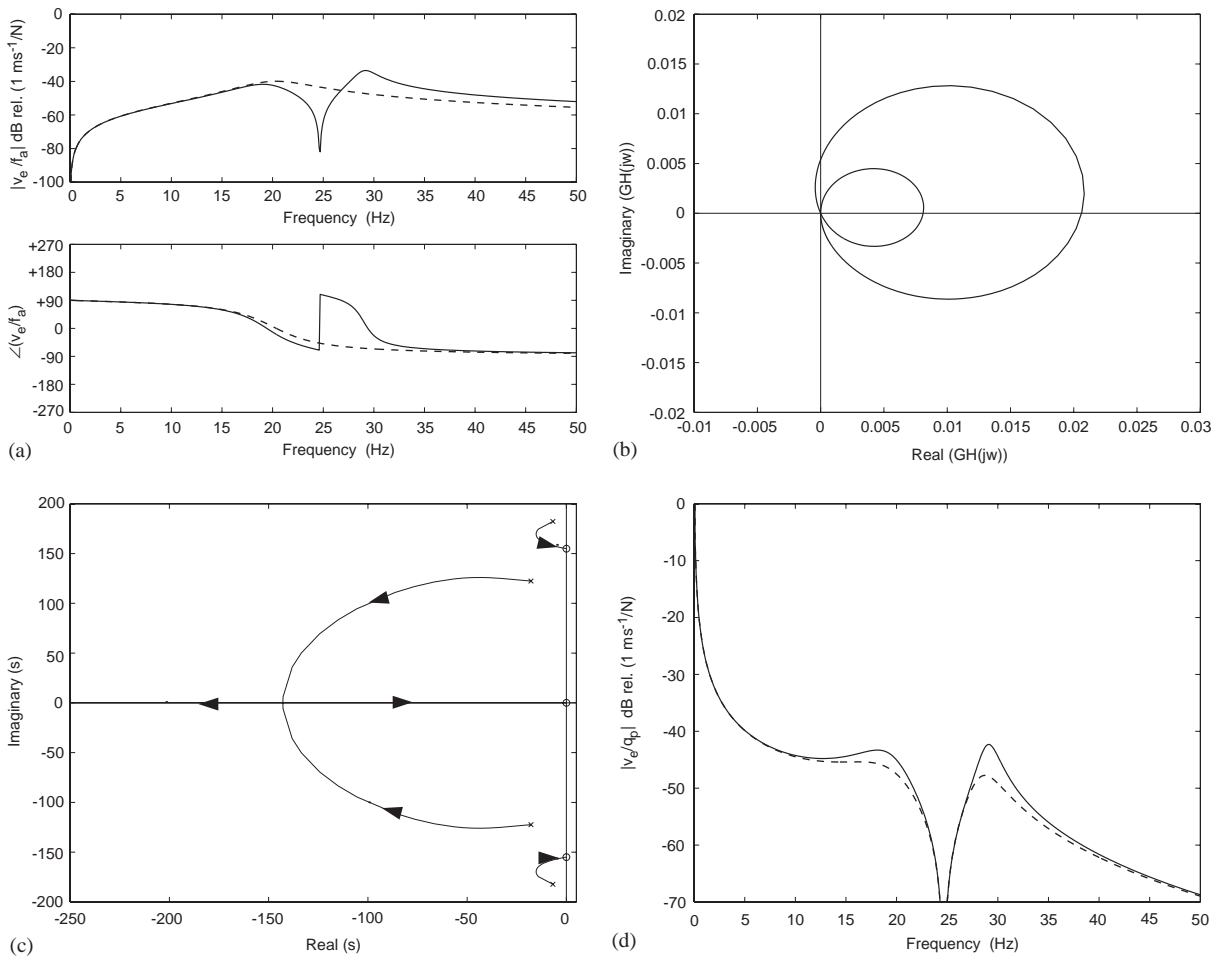 0
-20
-40
-60
-80
-100
|v_e/f_a| dB rel. (1 ms⁻¹/N)
0 5 10 15 20 25 30 35 40 45 50
Frequency (Hz)
+270
+180
+90
0
-90
-180
-270
∠(v_e/f_a)
0 5 10 15 20 25 30 35 40 45 50
Frequency (Hz)
(a)
0.02
0.015
0.01
0.005
0
-0.005
-0.01
-0.015
-0.02
Imaginary (GH(jw))
-0.01 -0.005 0 0.005 0.01 0.015 0.02 0.025 0.03
Real (GH(jw))
(b)
200
150
100
50
0
-50
-100
-150
-200
Imaginary (s)
-250 -200 -150 -100 -50 0
Real (s)
(c)
0
-10
-20
-30
-40
-50
-60
-70
|v_e/q_p| dB rel. (1 ms⁻¹/N)
0 5 10 15 20 25 30 35 40 45 50
Frequency (Hz)
(d)